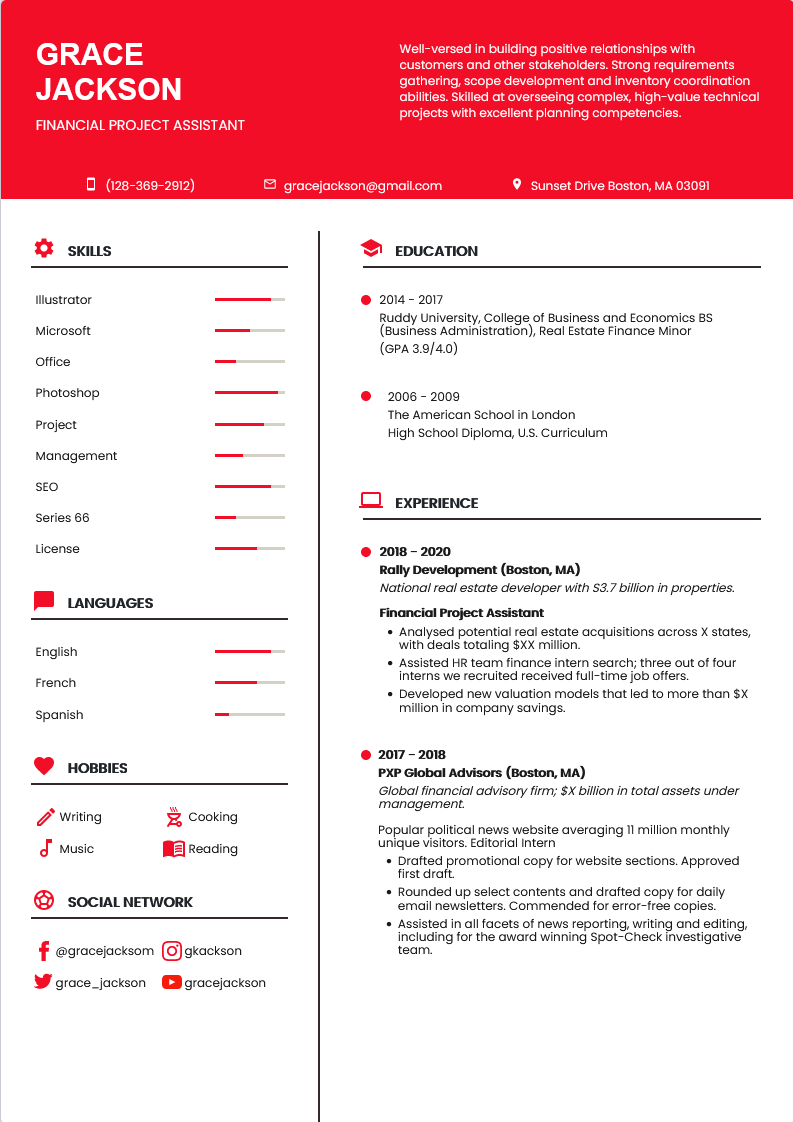 GRACE
JACKSON
FINANCIAL PROJECT ASSISTANT
Well-versed in building positive relationships with
customers and other stakeholders. Strong requirements
gathering, scope development and inventory coordination
abilities. Skilled at overseeing complex, high-value technical
projects with excellent planning competencies.
(128-369-2912)
gracejackson@gmail.com
Sunset Drive Boston, MA 03091
SKILLS
Illustrator
Microsoft
Office
Photoshop
Project
Management
SEO
Series 66
License
LANGUAGES
English
French
Spanish
HOBBIES
Writing
Cooking
Music
Reading
SOCIAL NETWORK
@gracejacksom
gkackson
grace_jackson
gracejackson
EDUCATION
2014 - 2017
Ruddy University, College of Business and Economics BS
(Business Administration), Real Estate Finance Minor
(GPA 3.9/4.0)
2006 - 2009
The American School in London
High School Diploma, U.S. Curriculum
EXPERIENCE
2018 - 2020
Rally Development (Boston, MA)
National real estate developer with S3.7 billion in properties.
Financial Project Assistant
• Analysed potential real estate acquisitions across X states,
with deals totaling $XX million.
• Assisted HR team finance intern search; three out of four
interns we recruited received full-time job offers.
• Developed new valuation models that led to more than $X
million in company savings.
2017 - 2018
PXP Global Advisors (Boston, MA)
Global financial advisory firm; $X billion in total assets under
management.
Popular political news website averaging 11 million monthly
unique visitors. Editorial Intern
• Drafted promotional copy for website sections. Approved
first draft.
• Rounded up select contents and drafted copy for daily
email newsletters. Commended for error-free copies.
• Assisted in all facets of news reporting, writing and editing,
including for the award winning Spot-Check investigative
team.